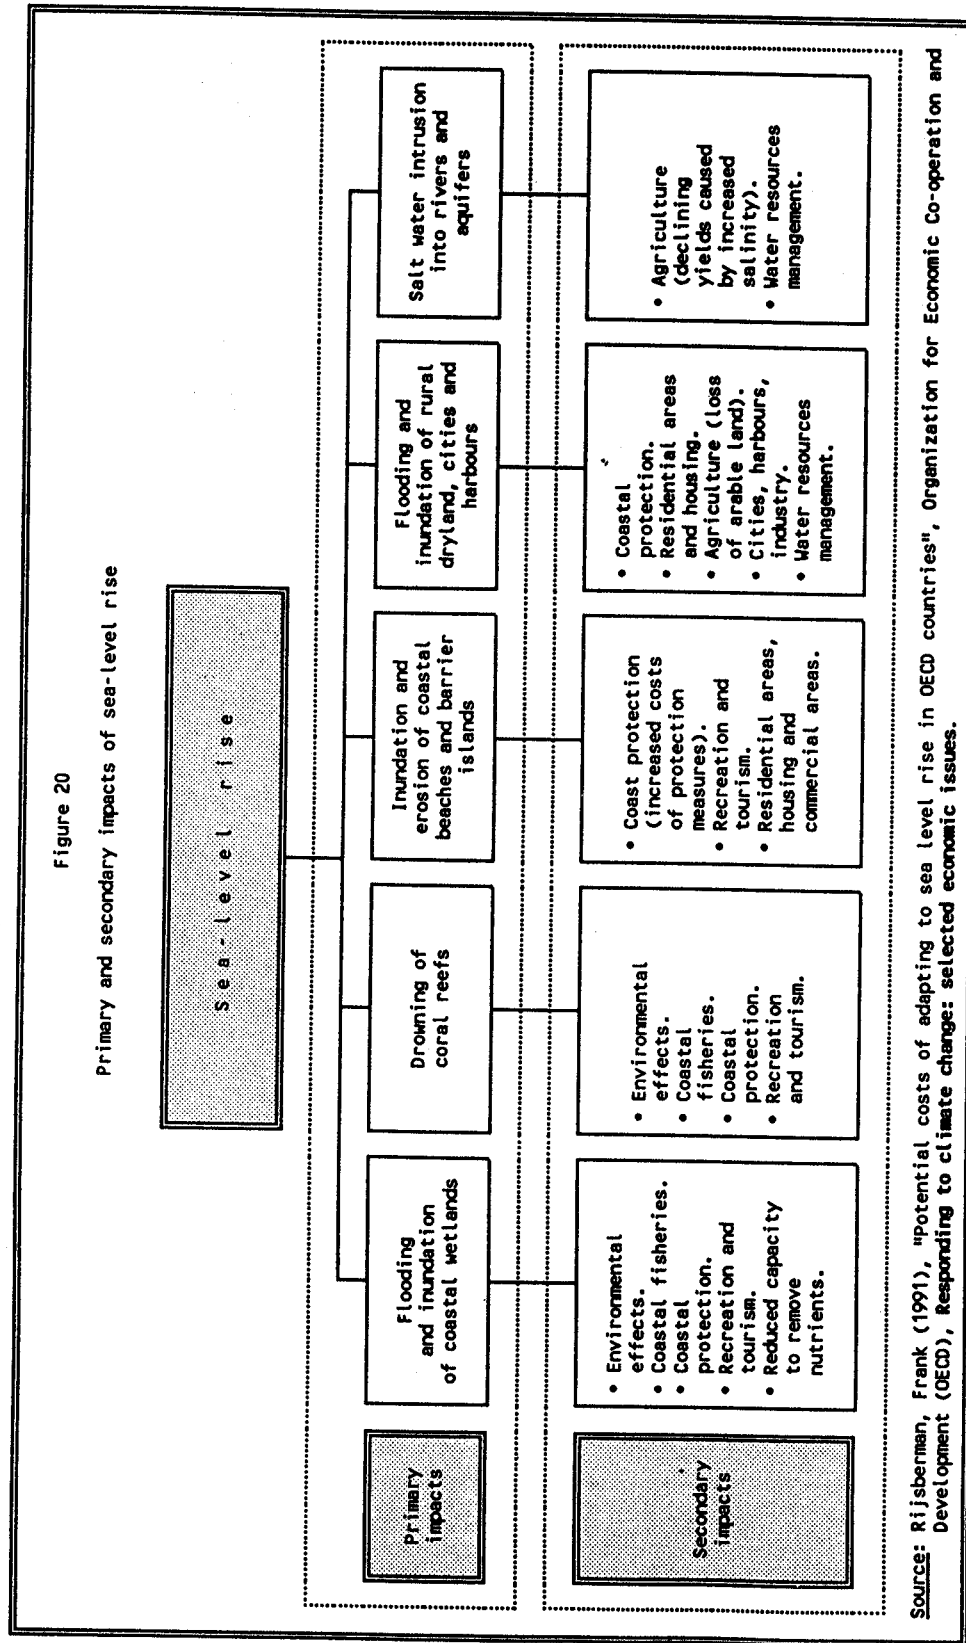 Figure 20
Primary and secondary impacts of sea-level rise
Sea-level rise
Primary
impacts
Flooding
and inundation
of coastal wetlands
Drowning of
coral reefs
Inundation and
erosion of coastal
beaches and barrier
islands
Flooding and
inundation of rural
dryland, cities and
harbours
Salt water intrusion
into rivers and
aquifers
Secondary
impacts
• Environmental
effects.
• Coastal fisheries.
• Coastal
protection.
• Recreation and
tourism.
• Reduced capacity
to remove
nutrients.
• Environmental
effects.
• Coastal
fisheries.
• Coastal
protection.
• Recreation
and tourism.
• Coast protection
(increased costs
of protection
measures).
• Recreation and
tourism.
• Residential areas,
housing and
commercial areas.
• Coastal
protection.
• Residential areas
and housing.
• Agriculture (loss
of arable land).
• Cities, harbours,
industry.
• Water resources
management.
• Agriculture
(declining
yields caused
by increased
salinity).
• Water resources
management.
Source: Rijsberman, Frank (1991), "Potential costs of adapting to sea level rise in OECD countries", Organization for Economic Co-operation and
Development (OECD), Responding to climate change: selected economic issues.